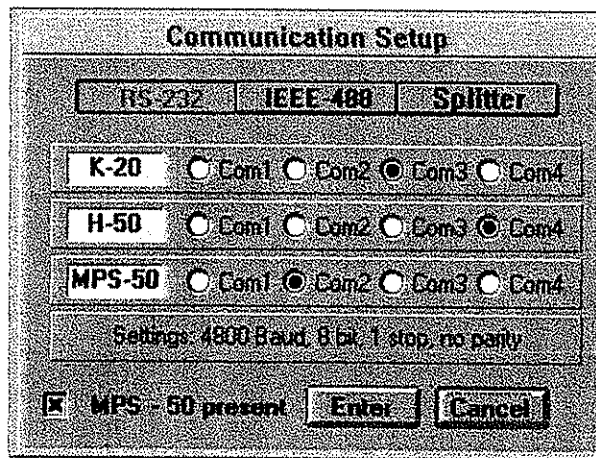 Communication Setup
RS-232 IEEE-488 Splitter
K-20 Com1 Com2 Com3 Com4
H-50 Com1 Com2 Com3 Com4
MPS-50 Com1 Com2 Com3 Com4
Settings: 4800 Baud, 8 bit, 1 stop, no parity
MPS - 50 present Enter Cancel